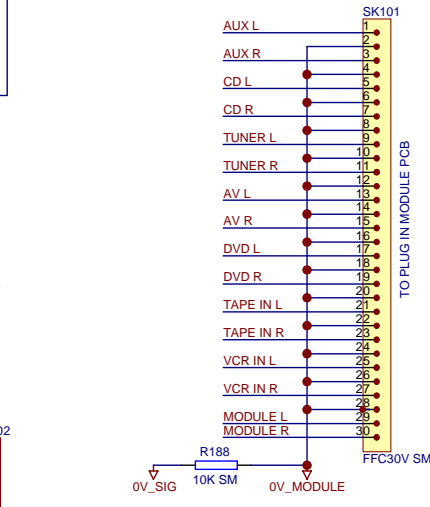 SK101
AUX L
1
2
AUX R
3
4
CD L
5
6
CD R
7
8
TUNER L
9
10
TUNER R
11
12
AV L
13
14
AV R
15
16
DVD L
17
18
DVD R
19
20
TAPE IN L
21
22
TAPE IN R
23
24
VCR IN L
25
26
VCR IN R
27
28
MODULE L
29
MODULE R
30
TO PLUG IN MODULE PCB
FFC30V SM
R188
10K SM
0V_SIG
0V_MODULE
02